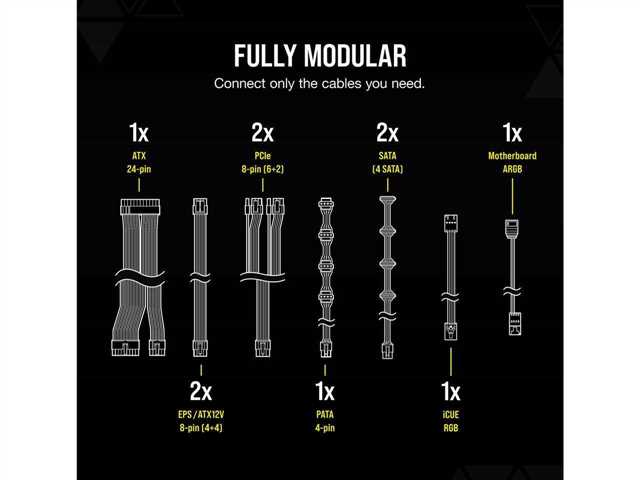 FULLY MODULAR
Connect only the cables you need.
1x
ATX
24-pin
2x
PCIe
8-pin (6+2)
2x
SATA
(4 SATA)
1x
Motherboard
ARGB
2x
EPS/ATX12V
8-pin (4+4)
1x
PATA
4-pin
1x
iCUE
RGB